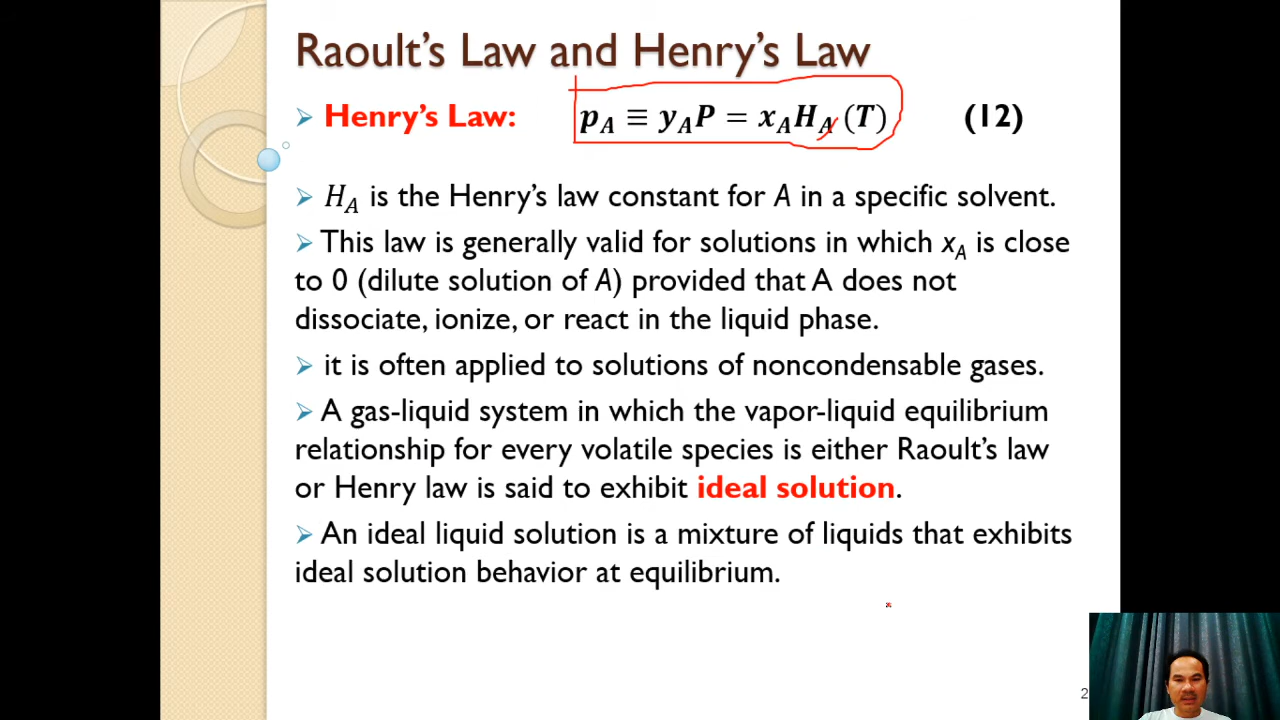 Raoult's Law and Henry's Law
➢ Henry's Law: p_A ≡ y_A P = x_A H_A (T) (12)
➢ H_A is the Henry's law constant for A in a specific solvent.
➢ This law is generally valid for solutions in which x_A is close
to 0 (dilute solution of A) provided that A does not
dissociate, ionize, or react in the liquid phase.
➢ it is often applied to solutions of noncondensable gases.
➢ A gas-liquid system in which the vapor-liquid equilibrium
relationship for every volatile species is either Raoult's law
or Henry law is said to exhibit ideal solution.
➢ An ideal liquid solution is a mixture of liquids that exhibits
ideal solution behavior at equilibrium.